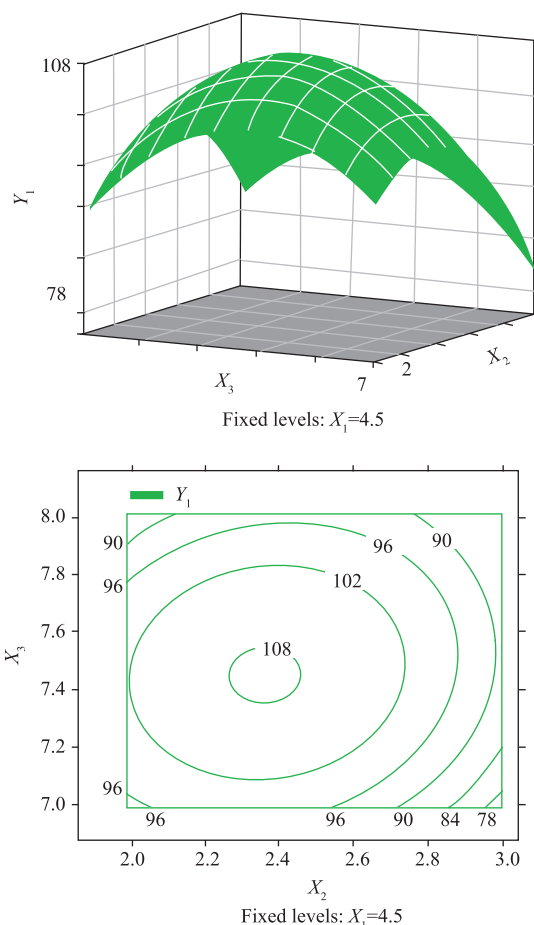 108
Y₁
78
X₃
7
2
X₂
Fixed levels: X₁=4.5
Y₁
8.0
90
96
90
7.8
96
102
7.6
X₃
108
7.4
7.2
96
7.0
96 96 90 84 78
2.0 2.2 2.4 2.6 2.8 3.0
X₂
Fixed levels: X₁=4.5